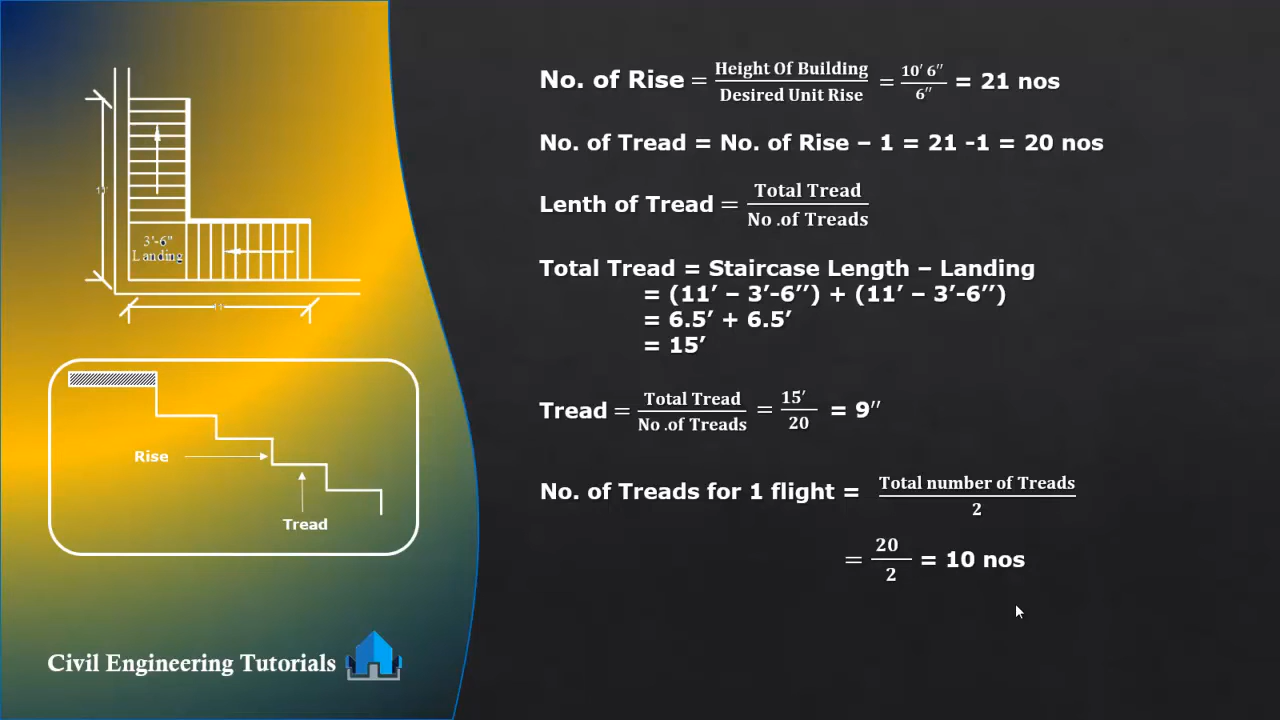 No. of Rise = Height Of Building / Desired Unit Rise = 10′ 6′′ / 6′′ = 21 nos
No. of Tread = No. of Rise – 1 = 21 -1 = 20 nos
Lenth of Tread = Total Tread / No .of Treads
Total Tread = Staircase Length – Landing
= (11′ – 3′-6′′) + (11′ – 3′-6′′)
= 6.5′ + 6.5′
= 15′
Tread = Total Tread / No .of Treads = 15′ / 20 = 9′′
No. of Treads for 1 flight = Total number of Treads / 2
= 20 / 2 = 10 nos
3'-6"
Landing
Rise
Tread
Civil Engineering Tutorials